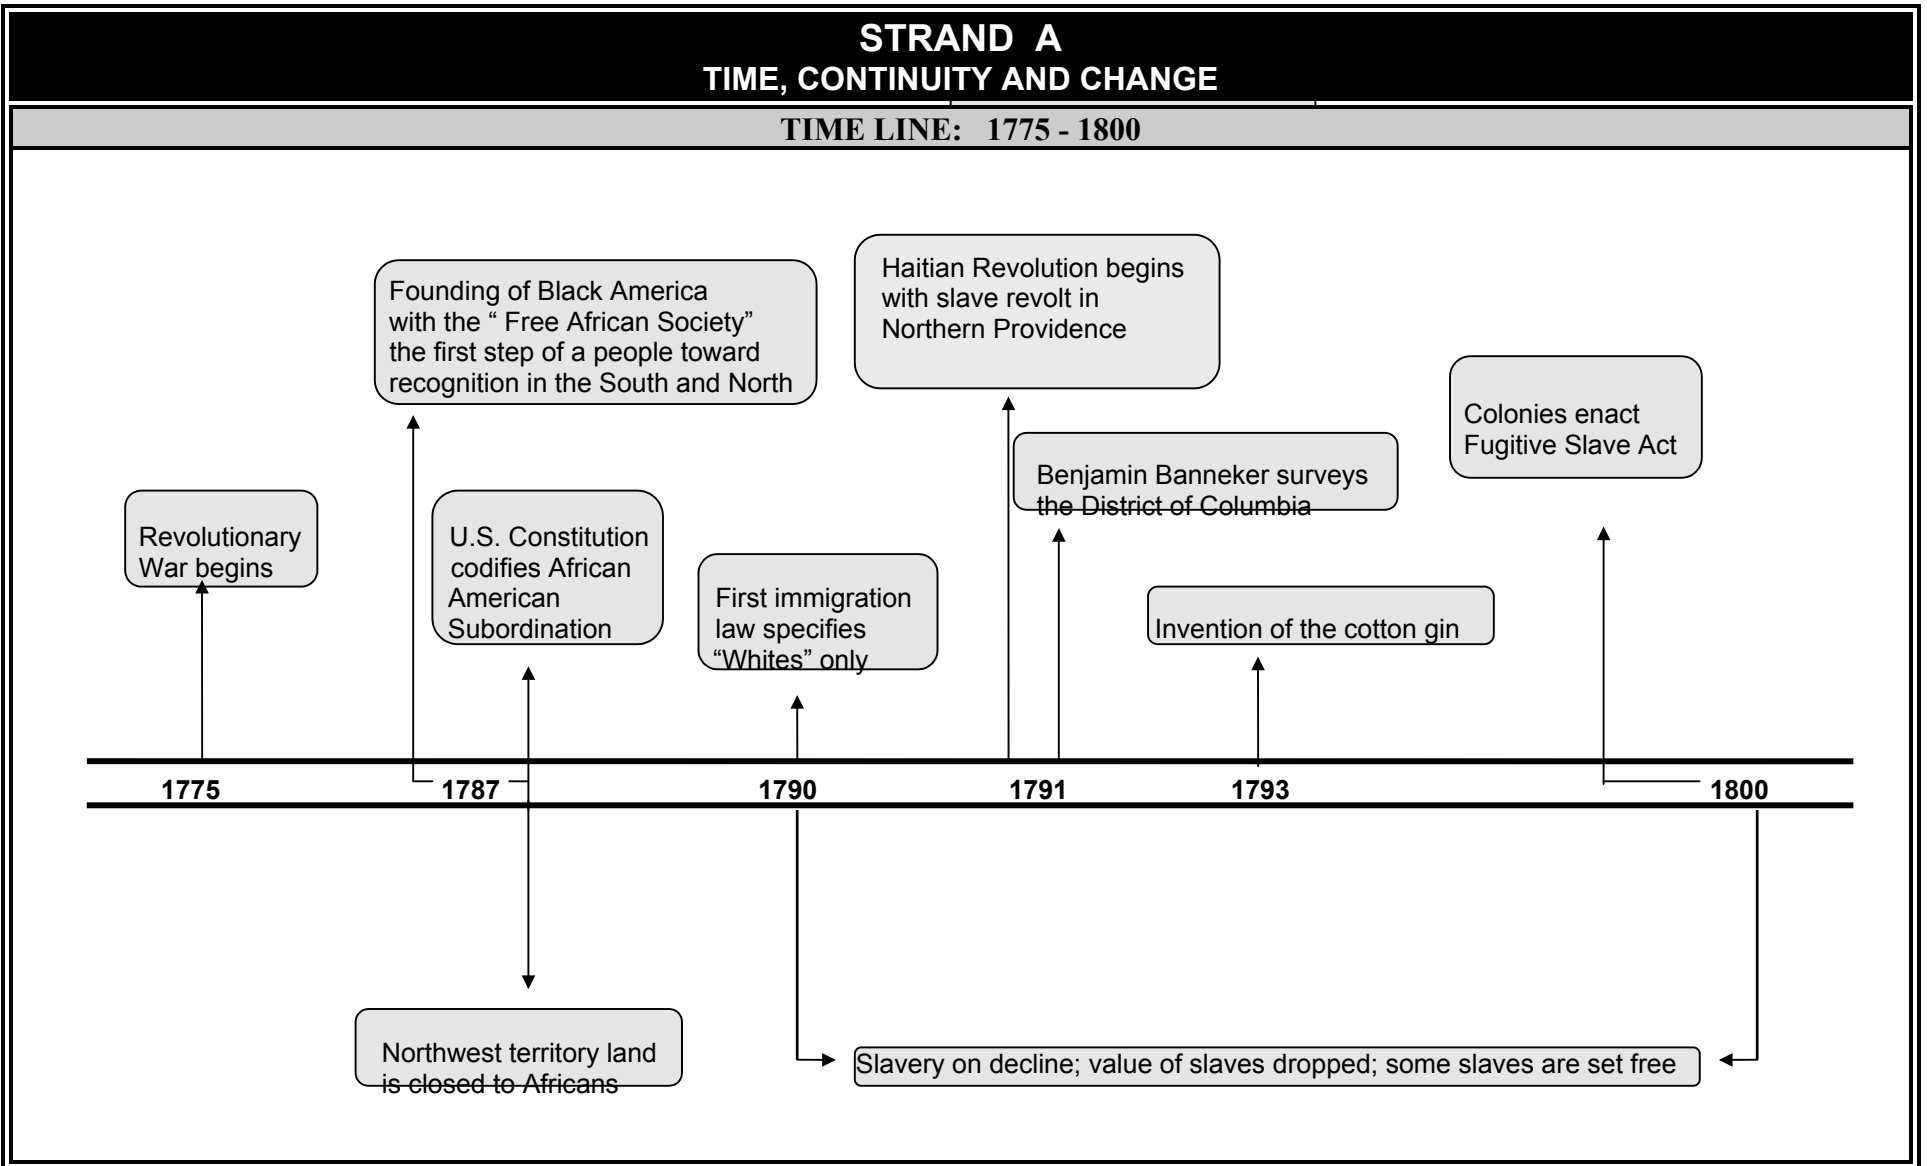 STRAND A
TIME, CONTINUITY AND CHANGE
TIME LINE: 1775 - 1800
Founding of Black America
with the “ Free African Society”
the first step of a people toward
recognition in the South and North
Haitian Revolution begins
with slave revolt in
Northern Providence
Colonies enact
Fugitive Slave Act
Benjamin Banneker surveys
the District of Columbia
Revolutionary
War begins
U.S. Constitution
codifies African
American
Subordination
First immigration
law specifies
“Whites” only
Invention of the cotton gin
1775
1787
1790
1791
1793
1800
Northwest territory land
is closed to Africans
Slavery on decline; value of slaves dropped; some slaves are set free